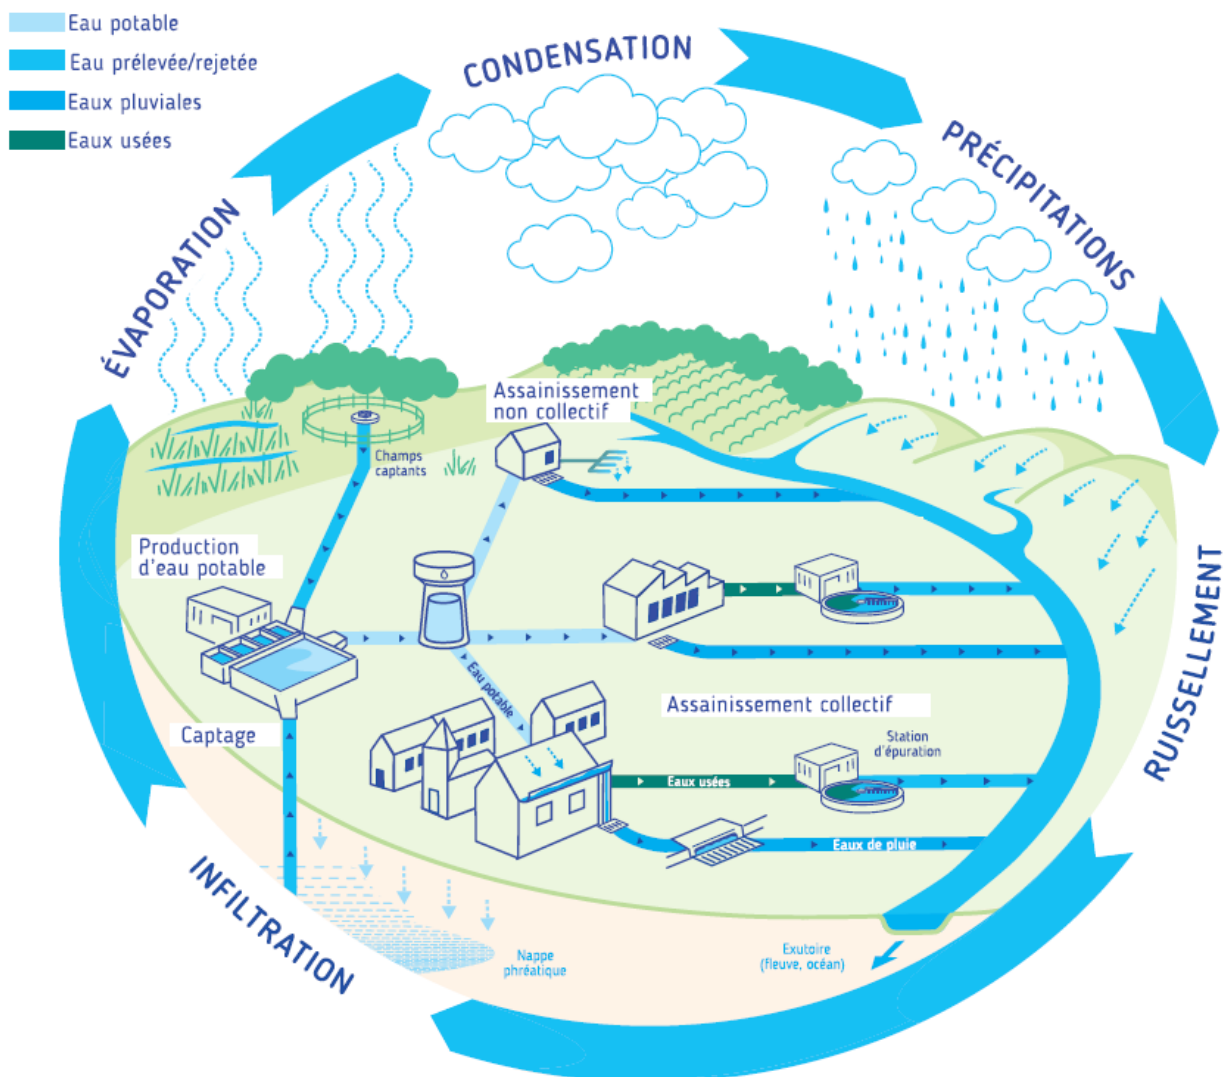 Eau potable
Eau prélevée/rejetée
Eaux pluviales
Eaux usées
CONDENSATION
PRÉCIPITATIONS
ÉVAPORATION
Assainissement
non collectif
Champs
captants
Production
d'eau potable
Eau potable
Assainissement collectif
Captage
Station
d'épuration
RUISSELLEMENT
Eaux usées
Eaux de pluie
INFILTRATION
Nappe
phréatique
Exutoire
(fleuve, océan)